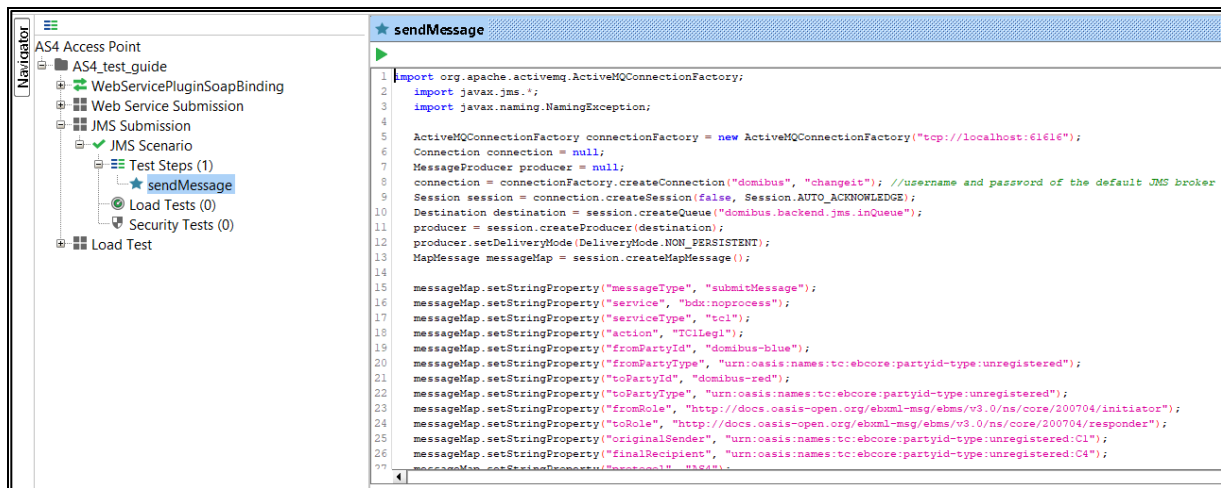 Navigator
AS4 Access Point
AS4_test_guide
WebServicePluginSoapBinding
Web Service Submission
JMS Submission
JMS Scenario
Test Steps (1)
sendMessage
Load Tests (0)
Security Tests (0)
Load Test
sendMessage
1 import org.apache.activemq.ActiveMQConnectionFactory;
2 import javax.jms.*;
3 import javax.naming.NamingException;
4
5 ActiveMQConnectionFactory connectionFactory = new ActiveMQConnectionFactory("tcp://localhost:61616");
6 Connection connection = null;
7 MessageProducer producer = null;
8 connection = connectionFactory.createConnection("domibus", "changeit"); //username and password of the default JMS broker
9 Session session = connection.createSession(false, Session.AUTO_ACKNOWLEDGE);
10 Destination destination = session.createQueue("domibus.backend.jms.inQueue");
11 producer = session.createProducer(destination);
12 producer.setDeliveryMode(DeliveryMode.NON_PERSISTENT);
13 MapMessage messageMap = session.createMapMessage();
14
15 messageMap.setStringProperty("messageType", "submitMessage");
16 messageMap.setStringProperty("service", "bdx:noprocess");
17 messageMap.setStringProperty("serviceType", "tc1");
18 messageMap.setStringProperty("action", "TC1Leg1");
19 messageMap.setStringProperty("fromPartyId", "domibus-blue");
20 messageMap.setStringProperty("fromPartyType", "urn:oasis:names:tc:ebcore:partyid-type:unregistered");
21 messageMap.setStringProperty("toPartyId", "domibus-red");
22 messageMap.setStringProperty("toPartyType", "urn:oasis:names:tc:ebcore:partyid-type:unregistered");
23 messageMap.setStringProperty("fromRole", "http://docs.oasis-open.org/ebxml-msg/ebms/v3.0/ns/core/200704/initiator");
24 messageMap.setStringProperty("toRole", "http://docs.oasis-open.org/ebxml-msg/ebms/v3.0/ns/core/200704/responder");
25 messageMap.setStringProperty("originalSender", "urn:oasis:names:tc:ebcore:partyid-type:unregistered:C1");
26 messageMap.setStringProperty("finalRecipient", "urn:oasis:names:tc:ebcore:partyid-type:unregistered:C4");
27 messageMap.setStringProperty("protocol", "AS4");